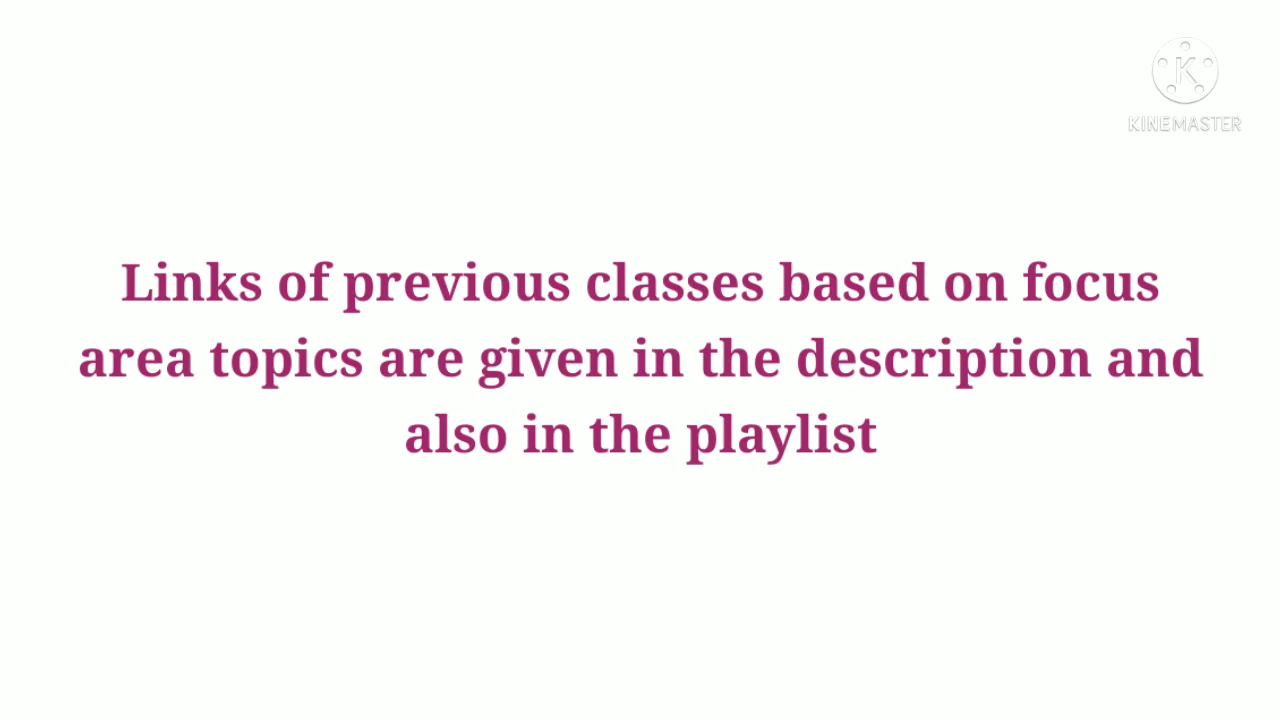 K
KINEMASTER
Links of previous classes based on focus
area topics are given in the description and
also in the playlist